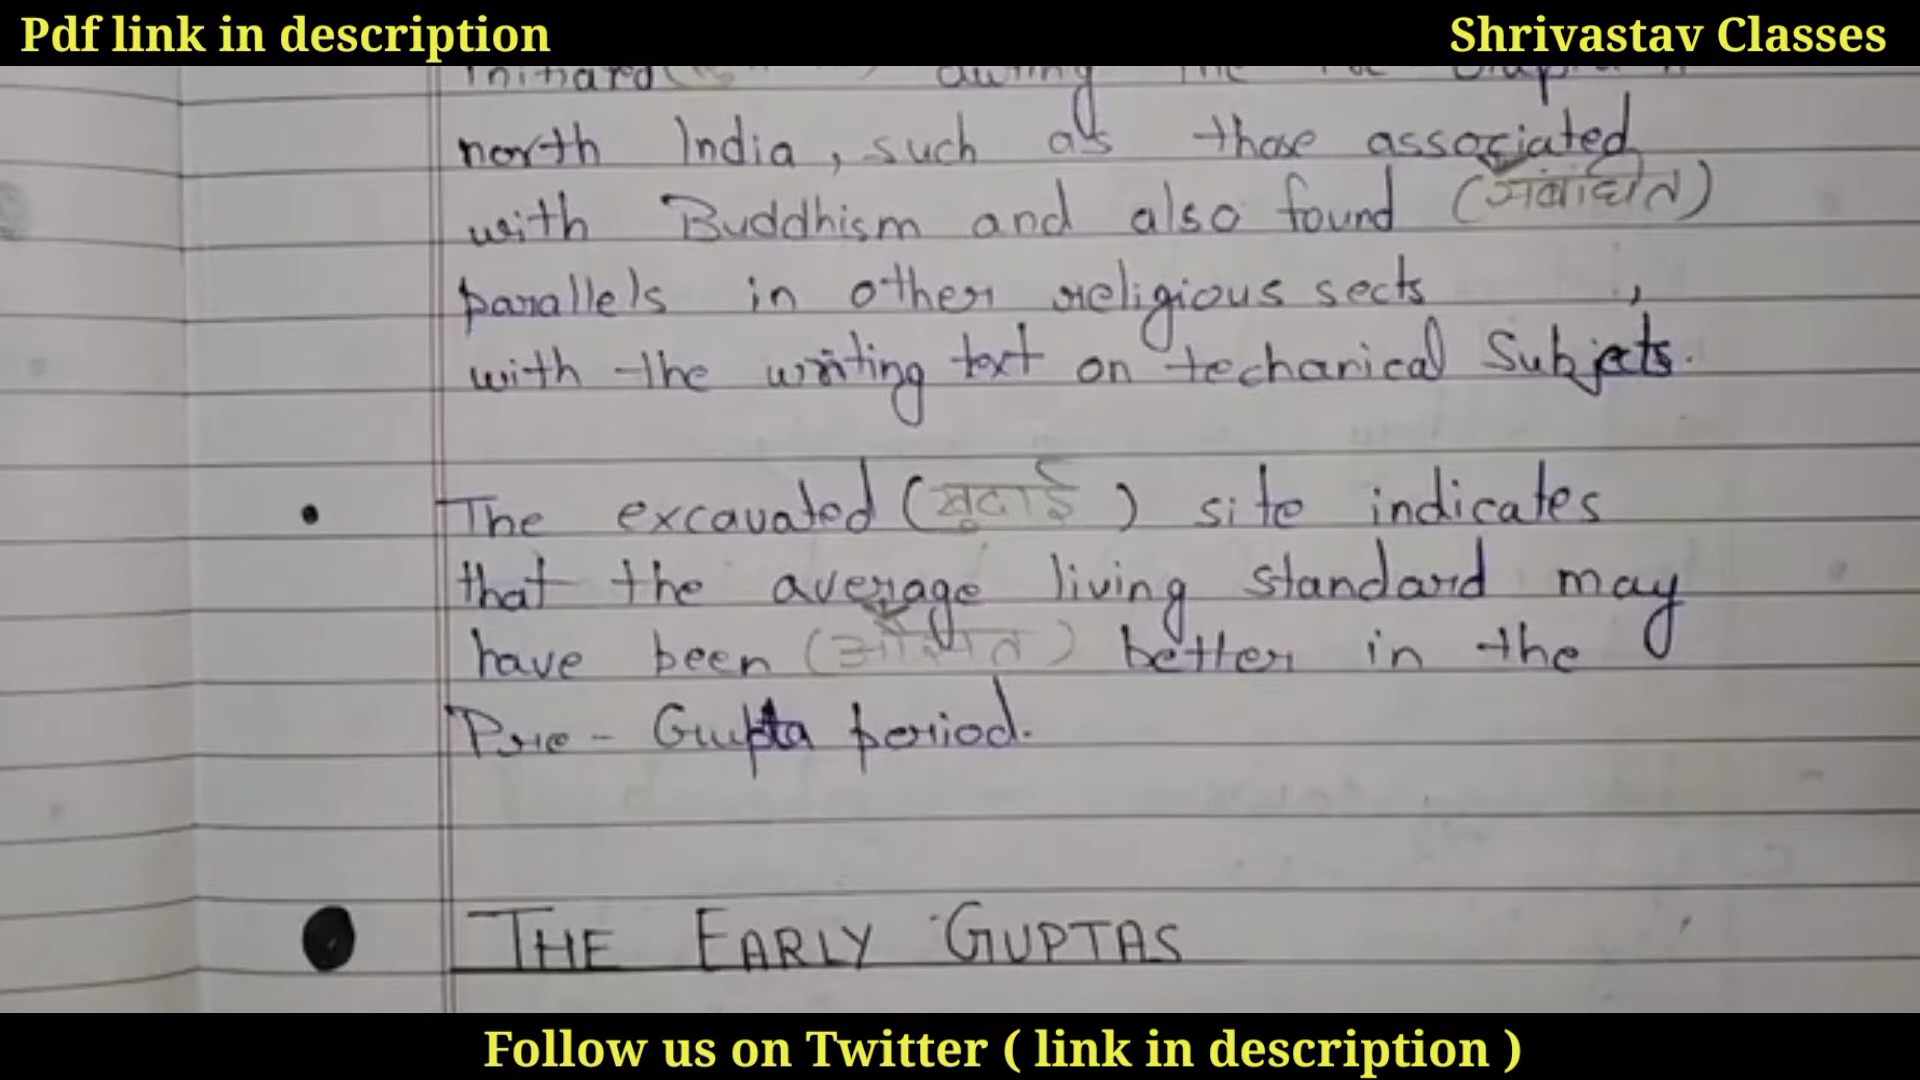 Pdf link in description
Shrivastav Classes
during the
north India, such as those associated
with Buddhism and also found (संबंधित)
parallels in other religious sects ,
with the writing text on techanical Subjects.
• The excavated (खुदाई) site indicates
that the average living standard may
have been (औसत) better in the
Pre - Gupta period.
● THE EARLY GUPTAS
Follow us on Twitter ( link in description )